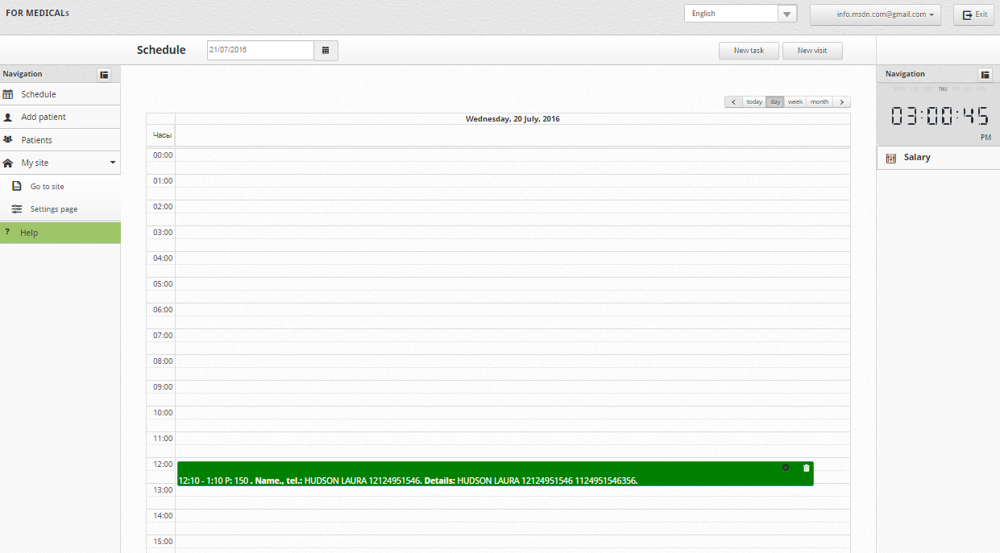 FOR MEDICALs
English
info.msdn.com@gmail.com
Exit
Schedule
21/07/2016
New task
New visit
Navigation
Schedule
Add patient
Patients
My site
Go to site
Settings page
? Help
today day week month
Wednesday, 20 July, 2016
Часы
00:00
01:00
02:00
03:00
04:00
05:00
06:00
07:00
08:00
09:00
10:00
11:00
12:00
12:10 - 1:10 P: 150 . Name., tel.: HUDSON LAURA 12124951546. Details: HUDSON LAURA 12124951546 1124951546356.
13:00
14:00
15:00
Navigation
MON TUE WED THU FRI SAT SUN
03:00:45
PM
Salary